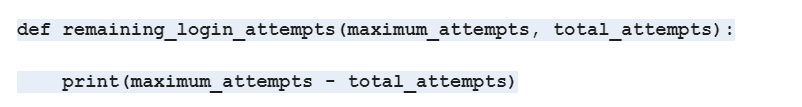 def remaining_login_attempts(maximum_attempts, total_attempts):
    print(maximum_attempts - total_attempts)